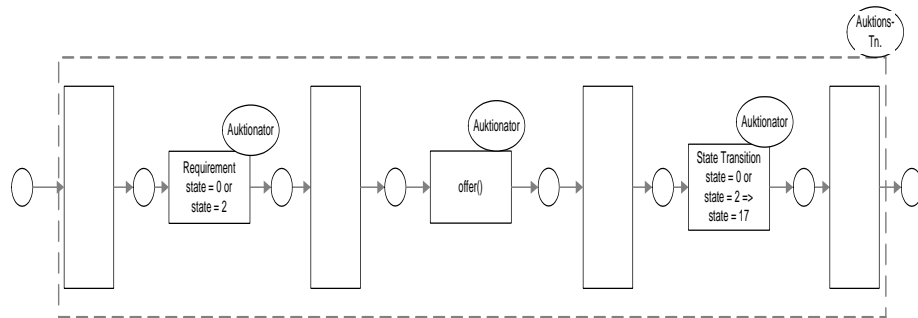 Auktions-
Tn.
Auktionator
Requirement
state = 0 or
state = 2
Auktionator
offer()
Auktionator
State Transition
state = 0 or
state = 2 =>
state = 17